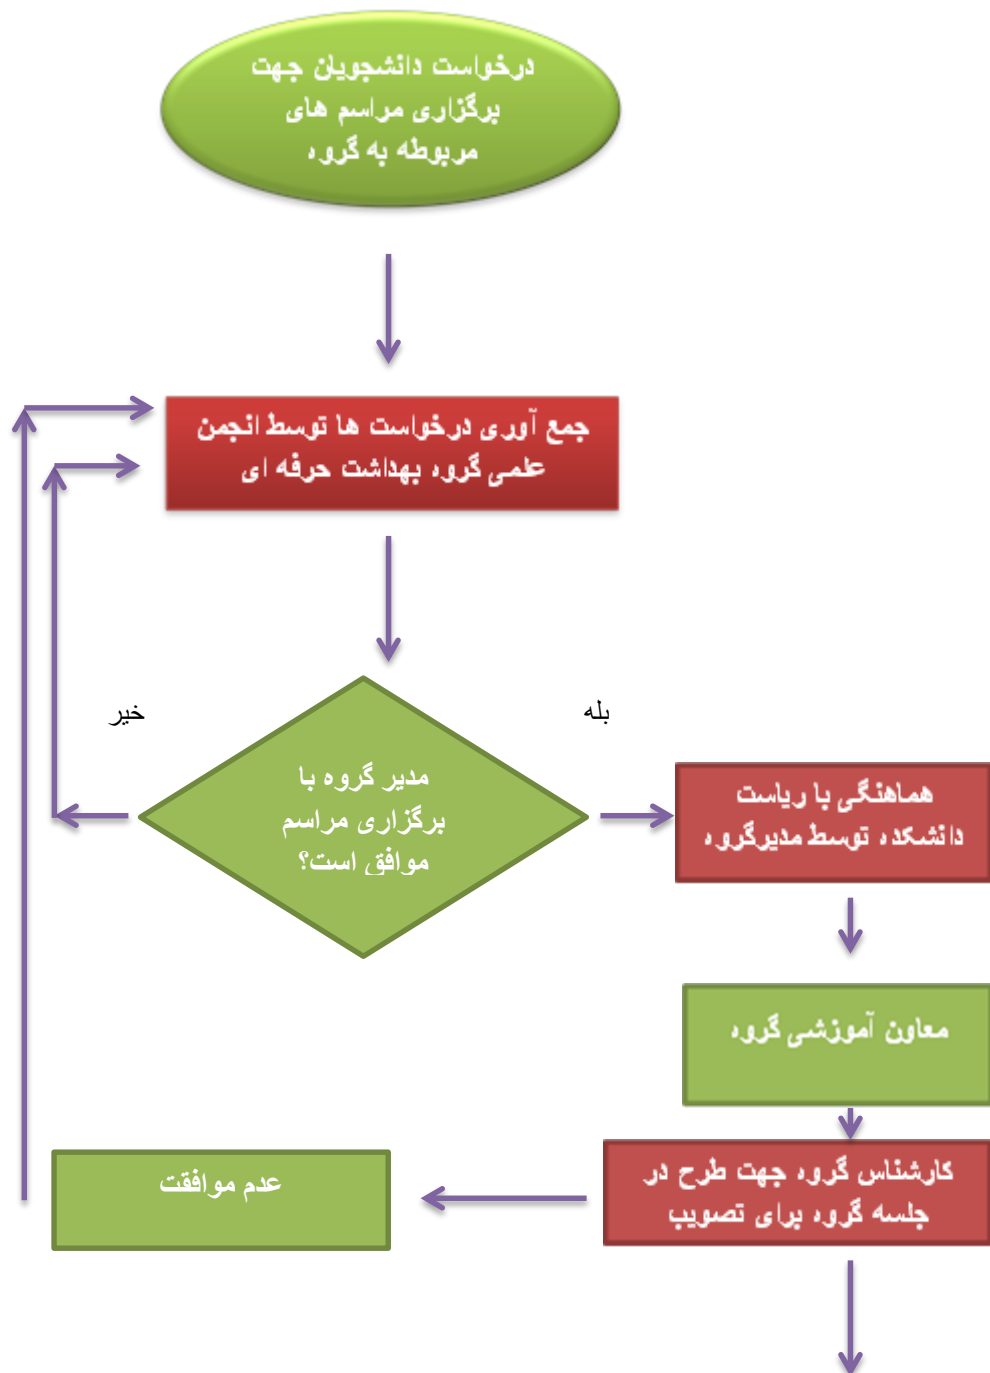 درخواست دانشجویان جهت
برگزاری مراسم های
مربوطه به گروه
جمع آوری درخواست ها توسط انجمن
علمی گروه بهداشت حرفه ای
خیر
بله
مدیر گروه با
برگزاری مراسم
موافق است؟
هماهنگی با ریاست
دانشکده توسط مدیرگروه
معاون آموزشی گروه
کارشناس گروه جهت طرح در
جلسه گروه برای تصویب
عدم موافقت